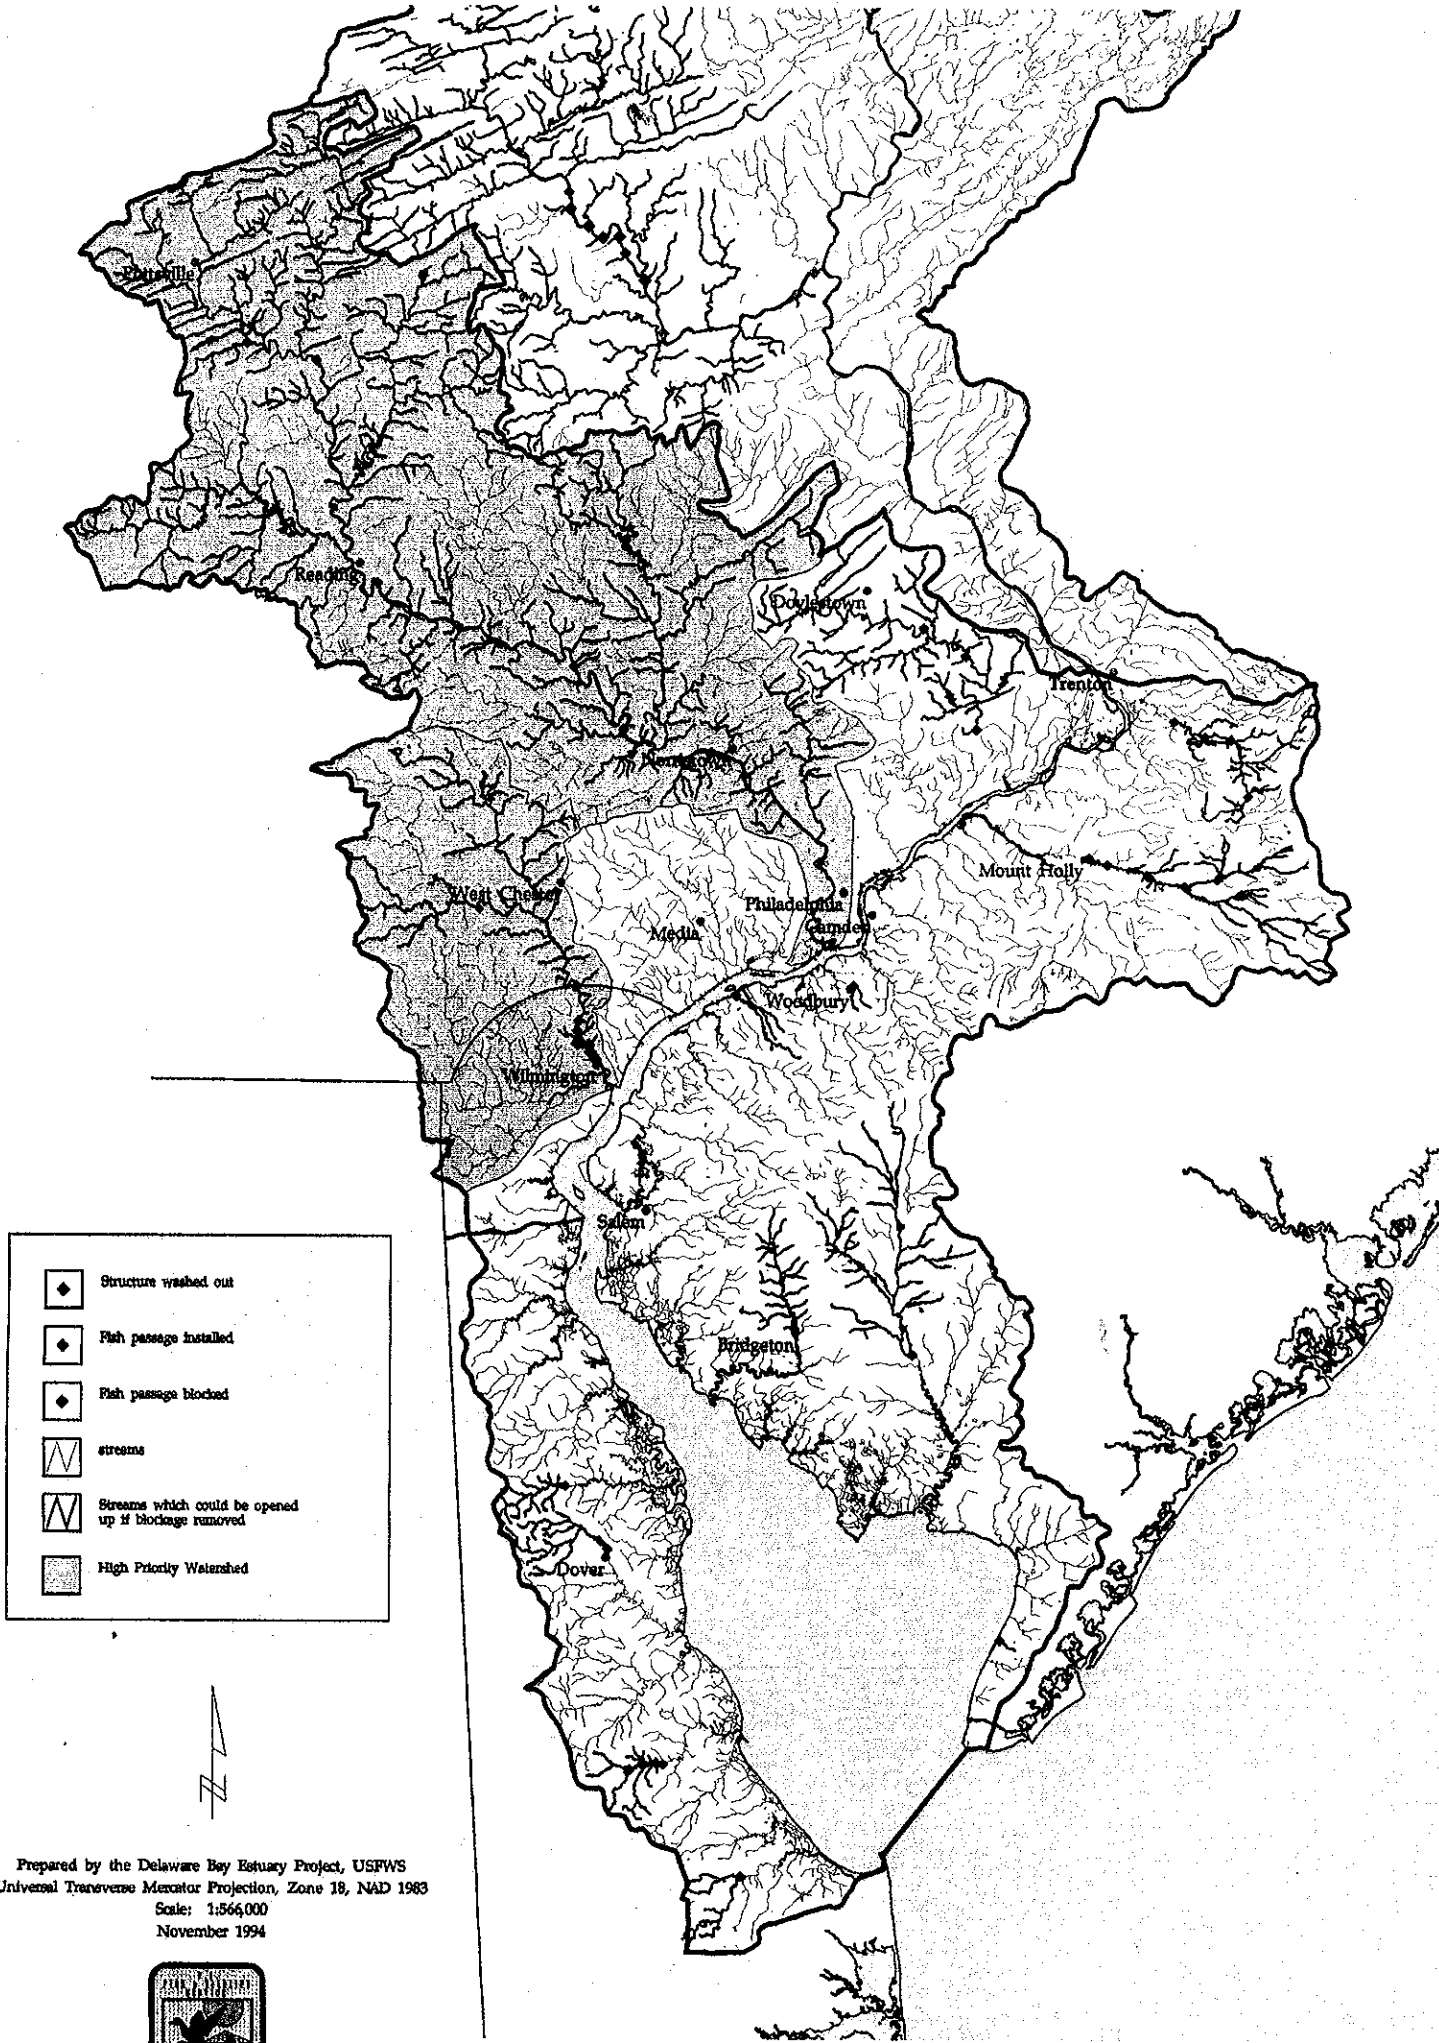 Pottsville
Reading
Doylestown
Trenton
Norristown
Mount Holly
West Chester
Philadelphia
Camden
Media
Woodbury
Wilmington
Salem
Structure washed out
Fish passage installed
Bridgeton
Fish passage blocked
streams
Streams which could be opened
up if blockage removed
High Priority Watershed
Dover
Prepared by the Delaware Bay Estuary Project, USFWS
Universal Transverse Mercator Projection, Zone 18, NAD 1983
Scale: 1:566,000
November 1994